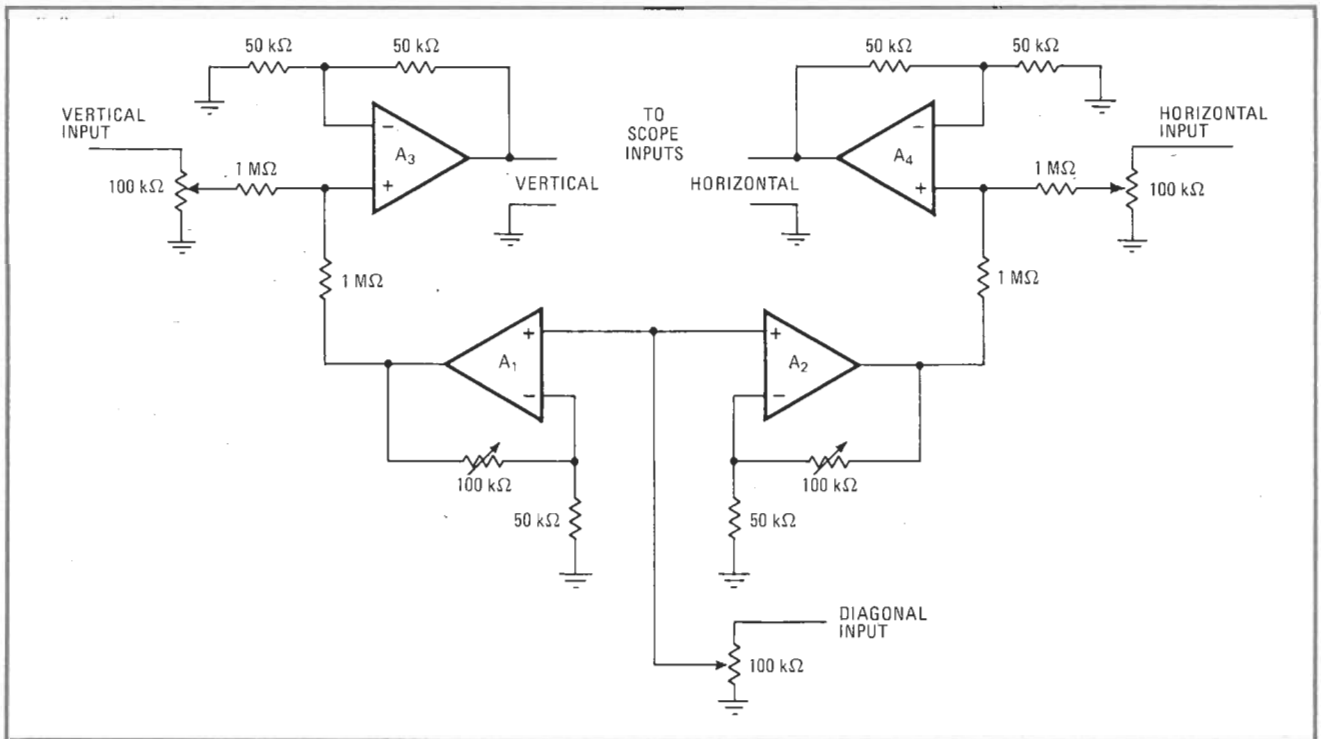 50 kΩ
50 kΩ
50 kΩ
50 kΩ
VERTICAL
INPUT
TO
SCOPE
INPUTS
HORIZONTAL
INPUT
−
A3
+
−
A4
+
1 MΩ
1 MΩ
100 kΩ
VERTICAL
HORIZONTAL
100 kΩ
1 MΩ
1 MΩ
+
A1
−
+
A2
−
100 kΩ
100 kΩ
50 kΩ
50 kΩ
DIAGONAL
INPUT
100 kΩ